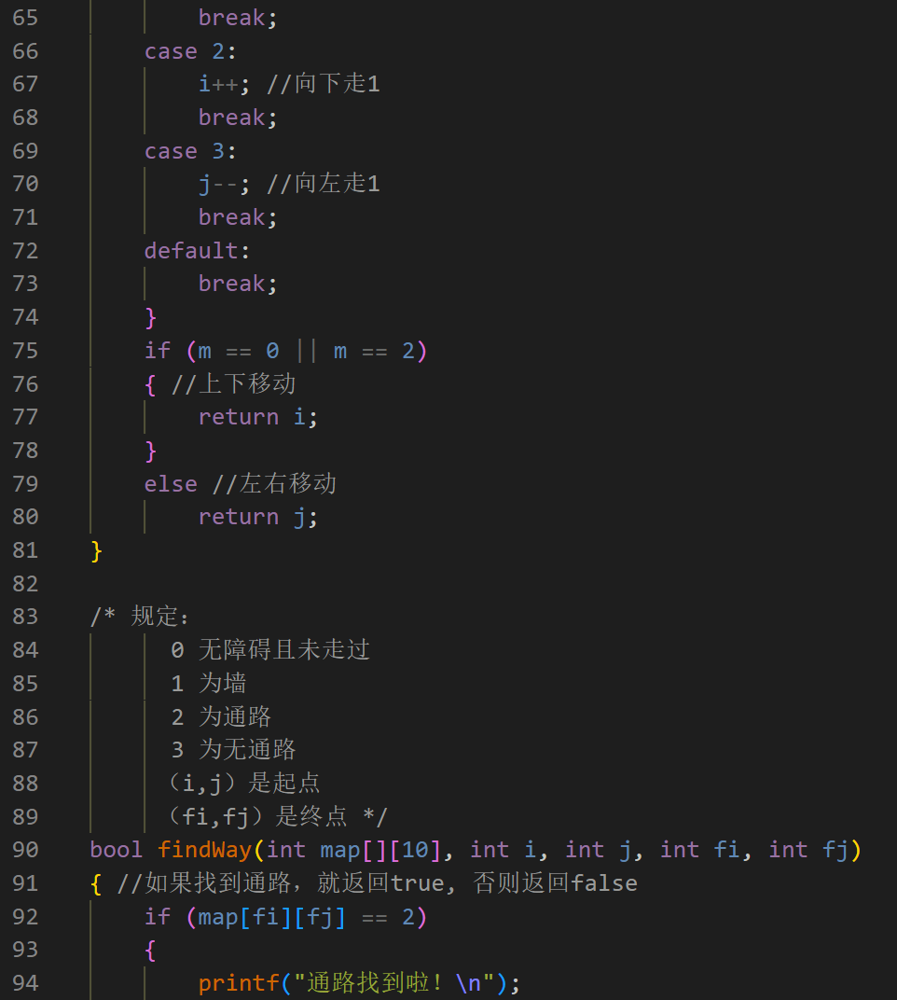 65 break;
66 case 2:
67 i++; //向下走1
68 break;
69 case 3:
70 j--; //向左走1
71 break;
72 default:
73 break;
74 }
75 if (m == 0 || m == 2)
76 { //上下移动
77 return i;
78 }
79 else //左右移动
80 return j;
81 }
82
83 /* 规定：
84 0 无障碍且未走过
85 1 为墙
86 2 为通路
87 3 为无通路
88 （i,j）是起点
89 （fi,fj）是终点 */
90 bool findWay(int map[][10], int i, int j, int fi, int fj)
91 { //如果找到通路，就返回true, 否则返回false
92 if (map[fi][fj] == 2)
93 {
94 printf("通路找到啦！\n");